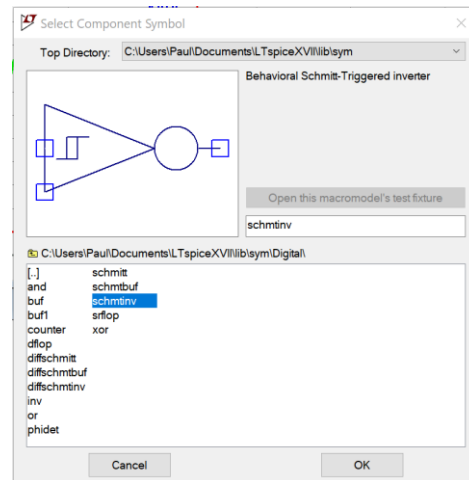 Select Component Symbol
Top Directory: C:\Users\Paul\Documents\LTspiceXVII\lib\sym
Behavioral Schmitt-Triggered inverter
Open this macromodel's test fixture
schmtinv
C:\Users\Paul\Documents\LTspiceXVII\lib\sym\Digital\
[..] schmitt
and schmtbuf
buf schmtinv
buf1 srflop
counter xor
dflop
diffschmitt
diffschmtbuf
diffschmtinv
inv
or
phidet
Cancel OK